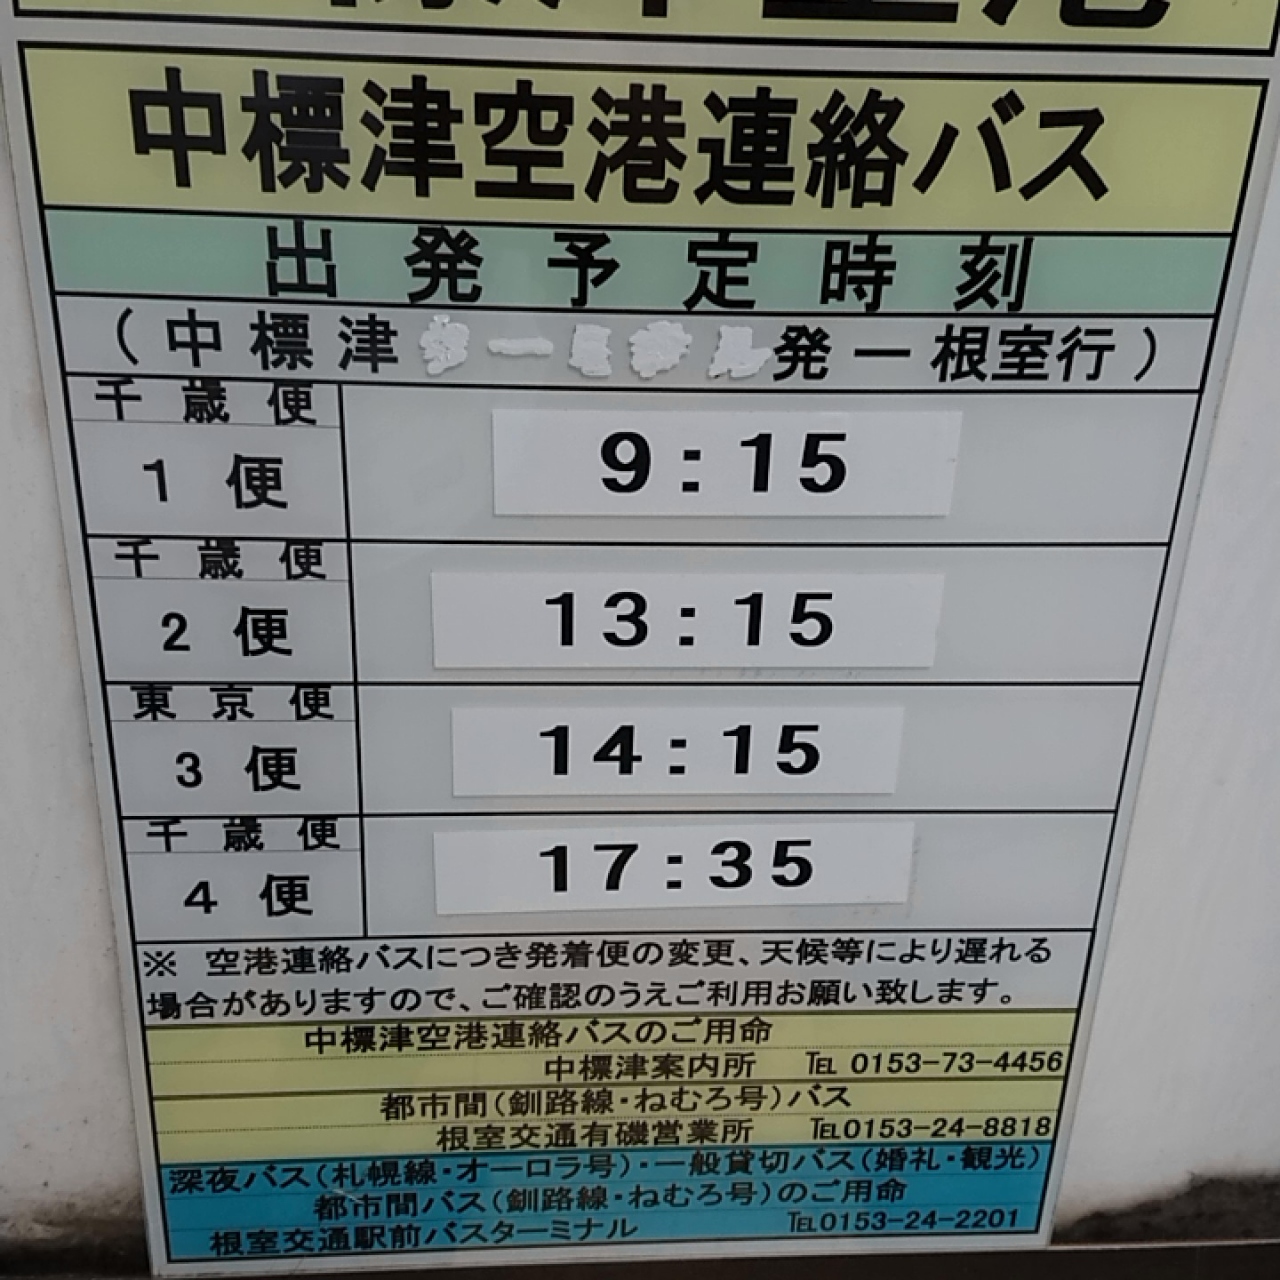 中標津空港連絡バス
出発予定時刻
（中標津 発ー根室行）
千歳便
1便 9:15
千歳便
2便 13:15
東京便
3便 14:15
千歳便
4便 17:35
※ 空港連絡バスにつき発着便の変更、天候等により遅れる
場合がありますので、ご確認のうえご利用お願い致します。
中標津空港連絡バスのご用命
中標津案内所 TEL 0153-73-4456
都市間（釧路線・ねむろ号）バス
根室交通有磯営業所 TEL0153-24-8818
深夜バス（札幌線・オーロラ号）・一般貸切バス（婚礼・観光）
都市間バス（釧路線・ねむろ号）のご用命
根室交通駅前バスターミナル TEL0153-24-2201